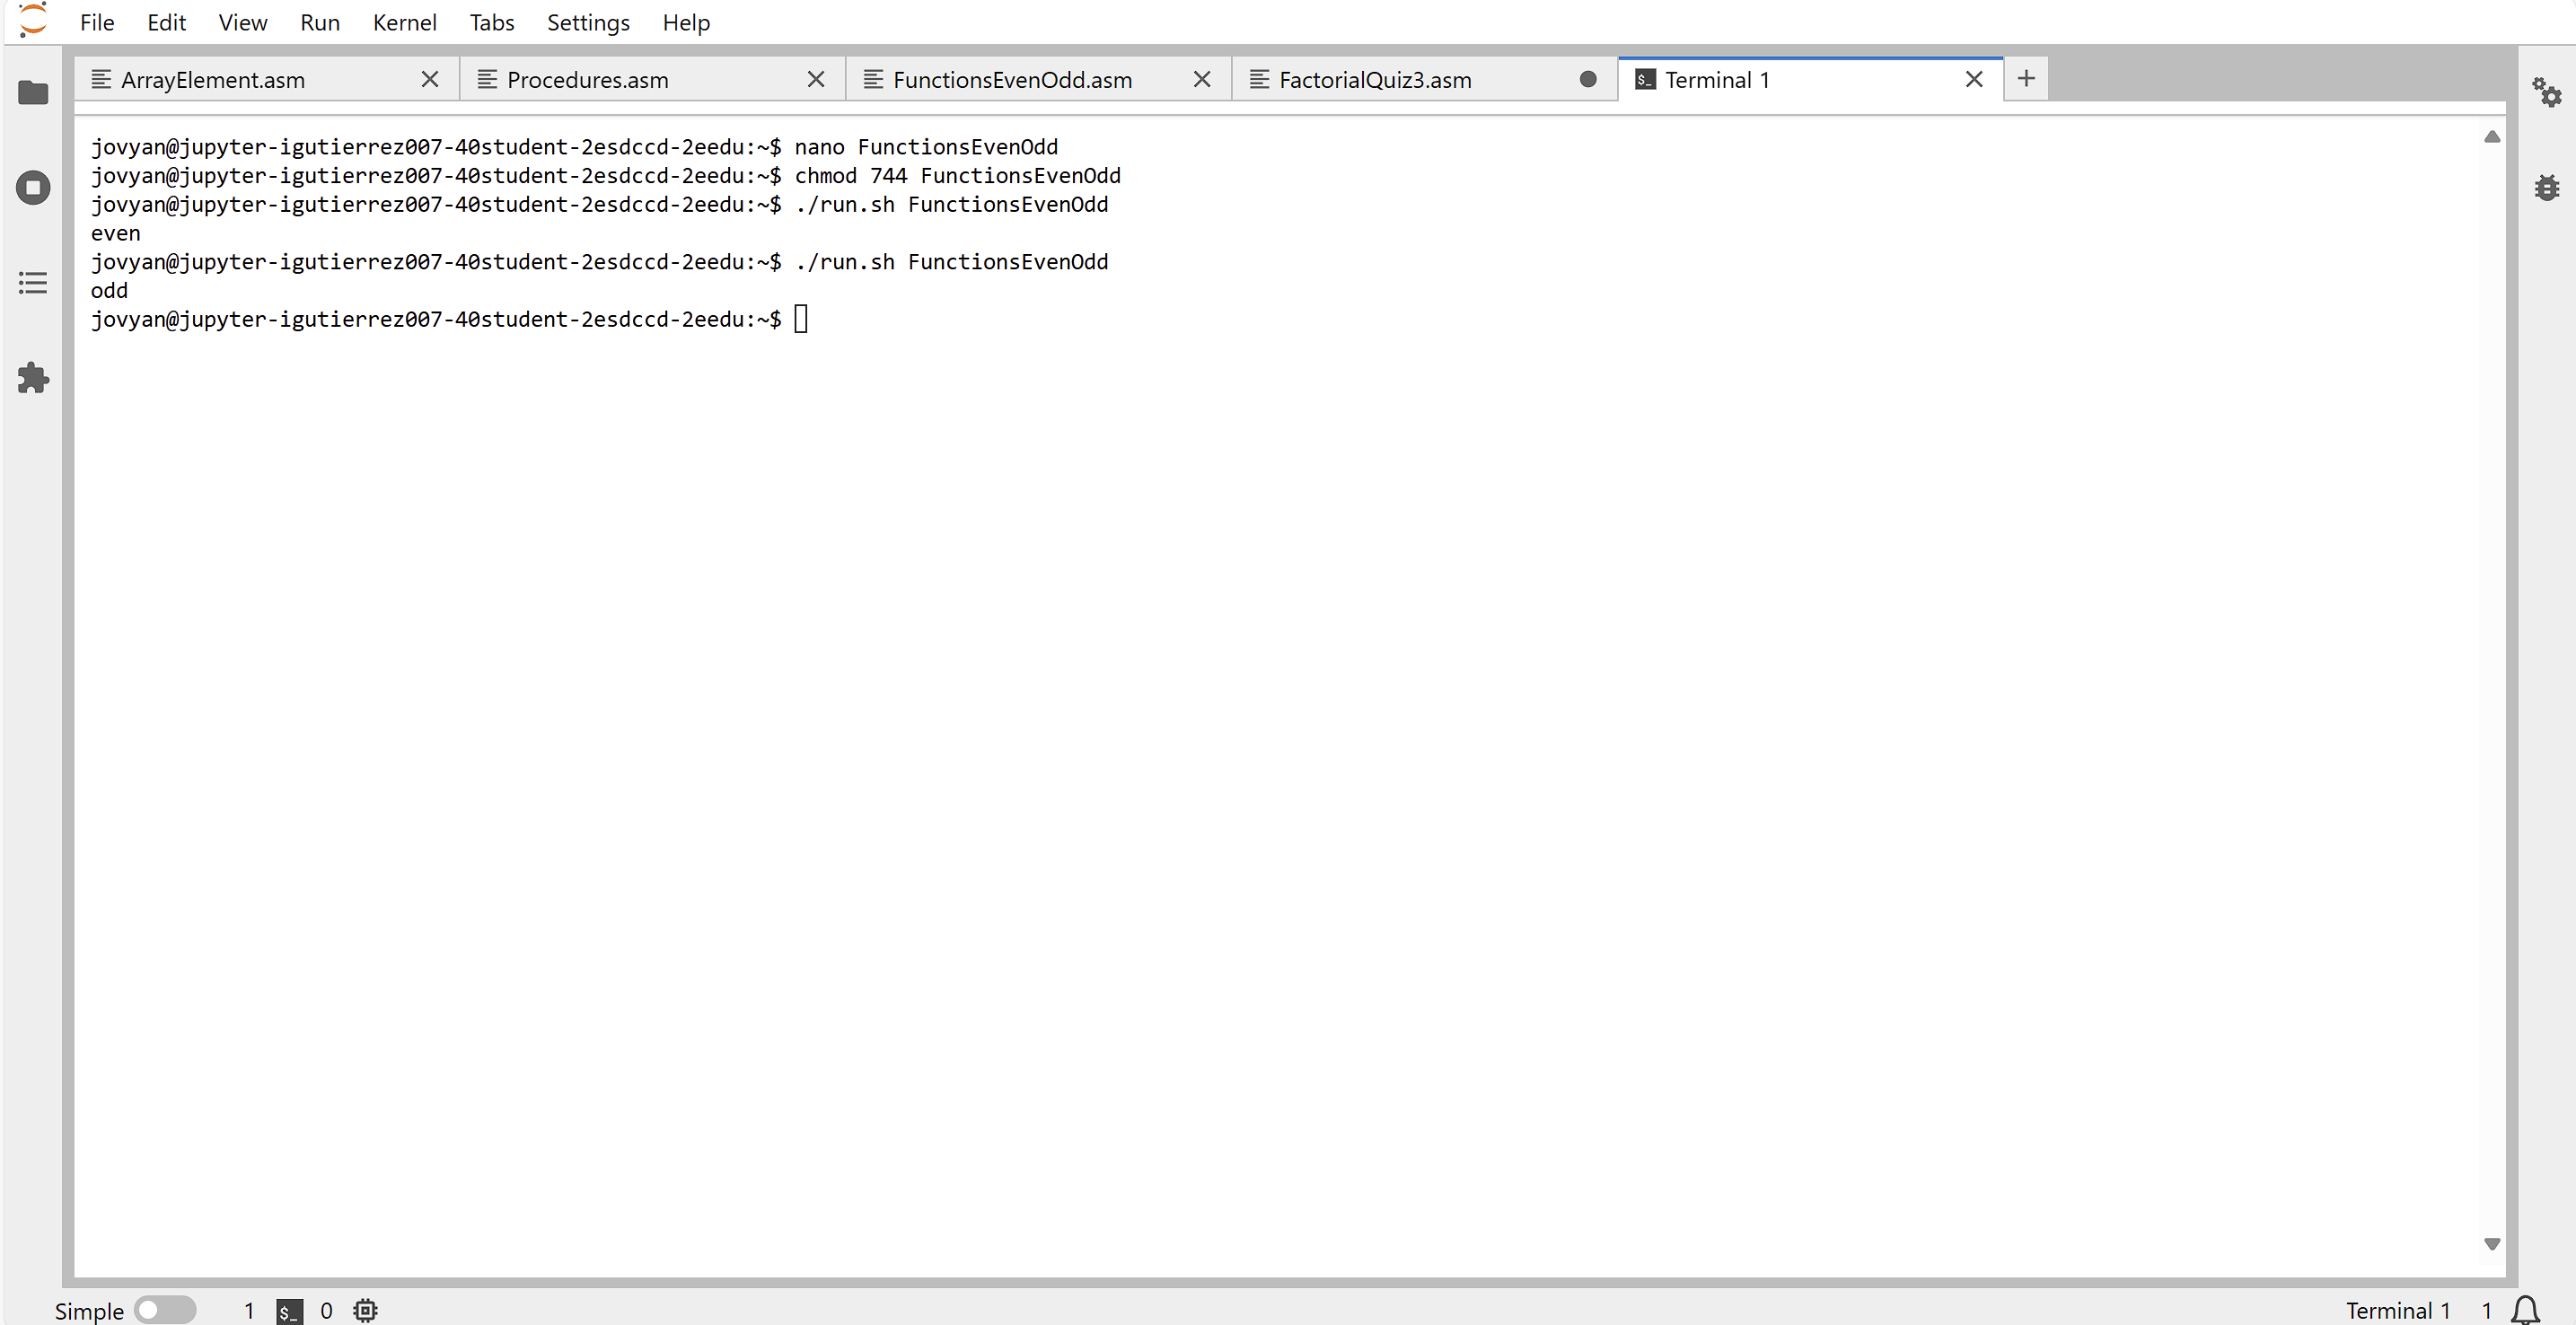 File Edit View Run Kernel Tabs Settings Help
ArrayElement.asm Procedures.asm FunctionsEvenOdd.asm FactorialQuiz3.asm $_ Terminal 1
jovyan@jupyter-igutierrez007-40student-2esdccd-2eedu:~$ nano FunctionsEvenOdd
jovyan@jupyter-igutierrez007-40student-2esdccd-2eedu:~$ chmod 744 FunctionsEvenOdd
jovyan@jupyter-igutierrez007-40student-2esdccd-2eedu:~$ ./run.sh FunctionsEvenOdd
even
jovyan@jupyter-igutierrez007-40student-2esdccd-2eedu:~$ ./run.sh FunctionsEvenOdd
odd
jovyan@jupyter-igutierrez007-40student-2esdccd-2eedu:~$
Simple 1 $_ 0 Terminal 1 1